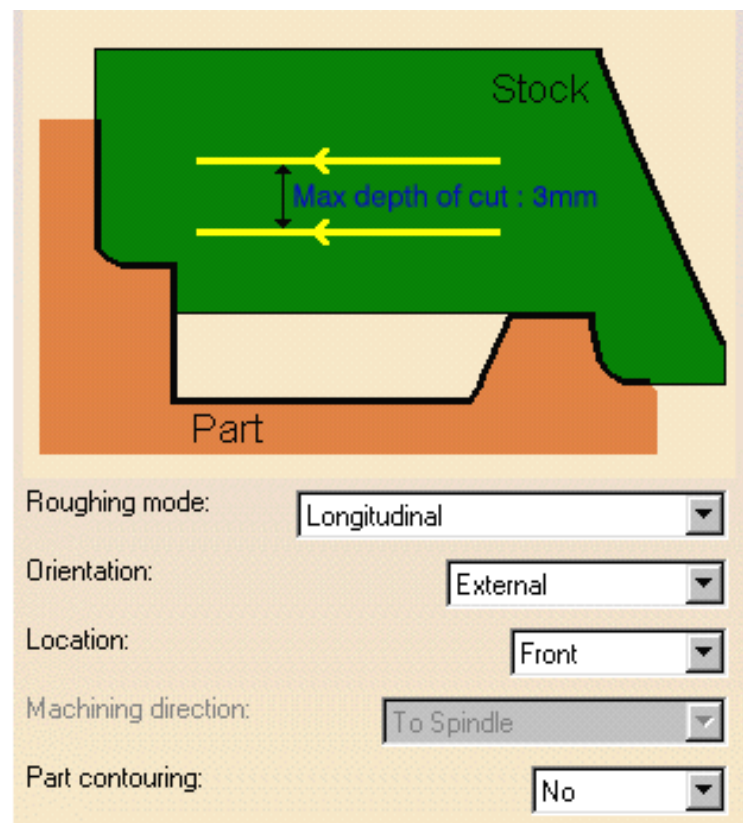 Stock
Max depth of cut : 3mm
Part
Roughing mode: Longitudinal
Orientation: External
Location: Front
Machining direction: To Spindle
Part contouring: No